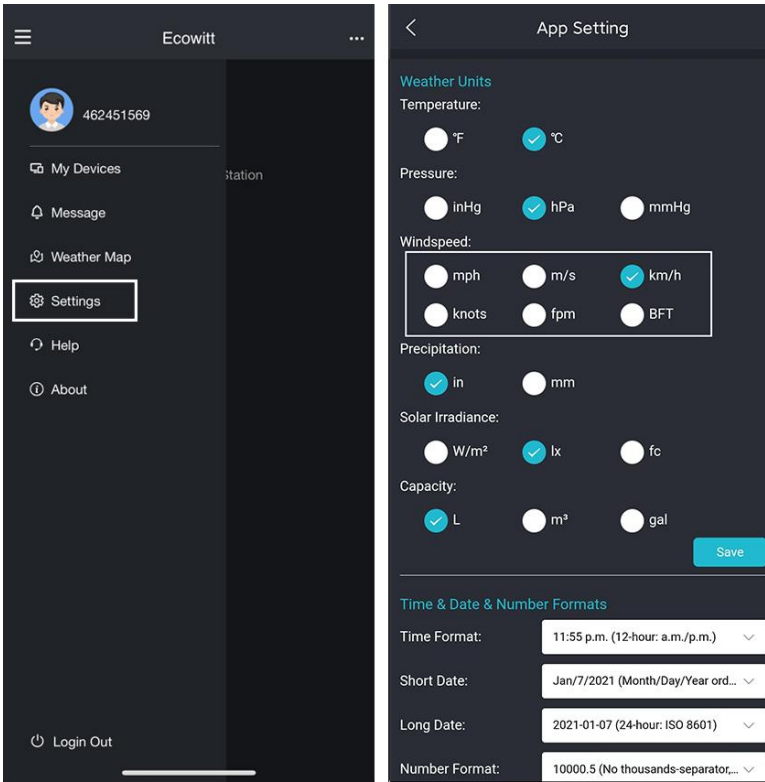 Ecowitt
462451569
My Devices
Station
Message
Weather Map
Settings
Help
About
Login Out
App Setting
Weather Units
Temperature:
°F °C
Pressure:
inHg hPa mmHg
Windspeed:
mph m/s km/h
knots fpm BFT
Precipitation:
in mm
Solar Irradiance:
W/m² lx fc
Capacity:
L m³ gal
Save
Time & Date & Number Formats
Time Format: 11:55 p.m. (12-hour: a.m./p.m.)
Short Date: Jan/7/2021 (Month/Day/Year ord...
Long Date: 2021-01-07 (24-hour: ISO 8601)
Number Format: 10000.5 (No thousands-separator,...